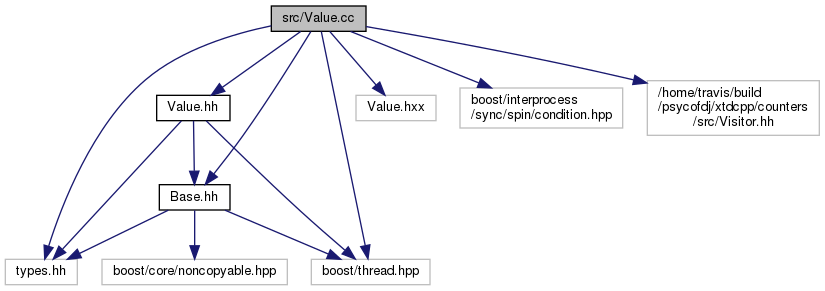 src/Value.cc
Value.hh
Value.hxx
boost/interprocess
/sync/spin/condition.hpp
/home/travis/build
/psycofdj/xtdcpp/counters
/src/Visitor.hh
Base.hh
types.hh
boost/core/noncopyable.hpp
boost/thread.hpp